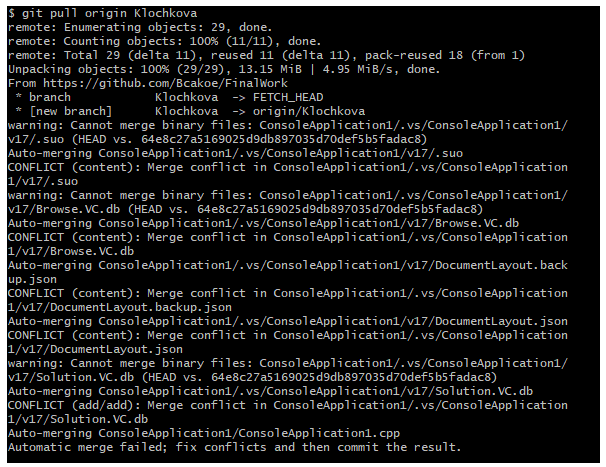 $ git pull origin Klochkova
remote: Enumerating objects: 29, done.
remote: Counting objects: 100% (11/11), done.
remote: Total 29 (delta 11), reused 11 (delta 11), pack-reused 18 (from 1)
Unpacking objects: 100% (29/29), 13.15 MiB | 4.95 MiB/s, done.
From https://github.com/Bcakoe/FinalWork
 * branch            Klochkova  -> FETCH_HEAD
 * [new branch]      Klochkova  -> origin/Klochkova
warning: Cannot merge binary files: ConsoleApplication1/.vs/ConsoleApplication1/
v17/.suo (HEAD vs. 64e8c27a5169025d9db897035d70def5b5fadac8)
Auto-merging ConsoleApplication1/.vs/ConsoleApplication1/v17/.suo
CONFLICT (content): Merge conflict in ConsoleApplication1/.vs/ConsoleApplication
1/v17/.suo
warning: Cannot merge binary files: ConsoleApplication1/.vs/ConsoleApplication1/
v17/Browse.VC.db (HEAD vs. 64e8c27a5169025d9db897035d70def5b5fadac8)
Auto-merging ConsoleApplication1/.vs/ConsoleApplication1/v17/Browse.VC.db
CONFLICT (content): Merge conflict in ConsoleApplication1/.vs/ConsoleApplication
1/v17/Browse.VC.db
Auto-merging ConsoleApplication1/.vs/ConsoleApplication1/v17/DocumentLayout.back
up.json
CONFLICT (content): Merge conflict in ConsoleApplication1/.vs/ConsoleApplication
1/v17/DocumentLayout.backup.json
Auto-merging ConsoleApplication1/.vs/ConsoleApplication1/v17/DocumentLayout.json
CONFLICT (content): Merge conflict in ConsoleApplication1/.vs/ConsoleApplication
1/v17/DocumentLayout.json
warning: Cannot merge binary files: ConsoleApplication1/.vs/ConsoleApplication1/
v17/Solution.VC.db (HEAD vs. 64e8c27a5169025d9db897035d70def5b5fadac8)
Auto-merging ConsoleApplication1/.vs/ConsoleApplication1/v17/Solution.VC.db
CONFLICT (add/add): Merge conflict in ConsoleApplication1/.vs/ConsoleApplication
1/v17/Solution.VC.db
Auto-merging ConsoleApplication1/ConsoleApplication1.cpp
Automatic merge failed; fix conflicts and then commit the result.